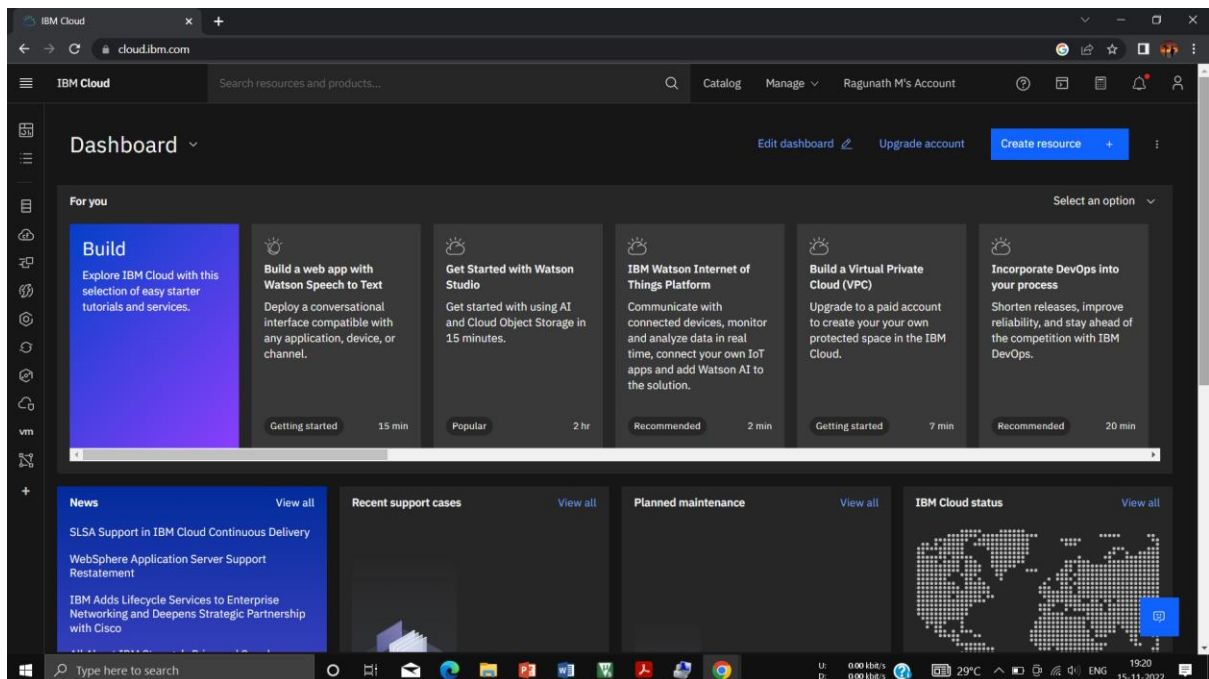 IBM Cloud
cloud.ibm.com
IBM Cloud
Search resources and products...
Catalog
Manage
Ragunath M's Account
Dashboard
Edit dashboard
Upgrade account
Create resource +
For you
Select an option
Build
Explore IBM Cloud with this
selection of easy starter
tutorials and services.
Build a web app with
Watson Speech to Text
Deploy a conversational
interface compatible with
any application, device, or
channel.
Getting started
15 min
Get Started with Watson
Studio
Get started with using AI
and Cloud Object Storage in
15 minutes.
Popular
2 hr
IBM Watson Internet of
Things Platform
Communicate with
connected devices, monitor
and analyze data in real
time, connect your own IoT
apps and add Watson AI to
the solution.
Recommended
2 min
Build a Virtual Private
Cloud (VPC)
Upgrade to a paid account
to create your your own
protected space in the IBM
Cloud.
Getting started
7 min
Incorporate DevOps into
your process
Shorten releases, improve
reliability, and stay ahead of
the competition with IBM
DevOps.
Recommended
20 min
vm
News
View all
SLSA Support in IBM Cloud Continuous Delivery
WebSphere Application Server Support
Restatement
IBM Adds Lifecycle Services to Enterprise
Networking and Deepens Strategic Partnership
with Cisco
Recent support cases
View all
Planned maintenance
View all
IBM Cloud status
View all
Type here to search
U: 0.00 kbit/s
D: 0.00 kbit/s
29°C
ENG
19:20
15-11-2022